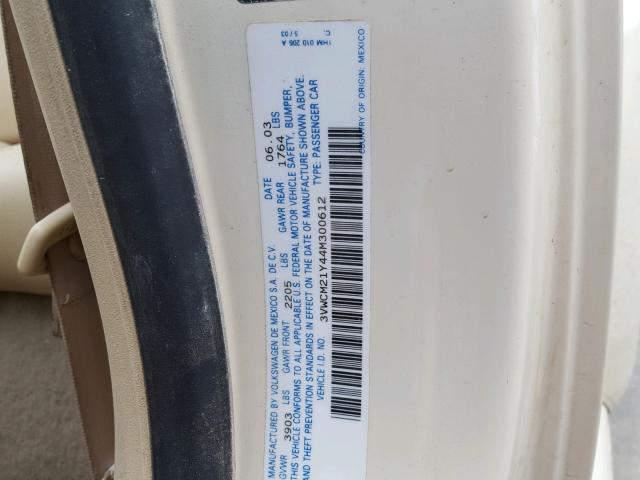 MANUFACTURED BY VOLKSWAGEN DE MEXICO S.A. DE C.V. DATE 06.03
GVWR 3903 LBS GAWR FRONT 2205 LBS GAWR REAR 1764 LBS
THIS VEHICLE CONFORMS TO ALL APPLICABLE U.S. FEDERAL MOTOR VEHICLE SAFETY, BUMPER,
AND THEFT PREVENTION STANDARDS IN EFFECT ON THE DATE OF MANUFACTURE SHOWN ABOVE.
VEHICLE I.D. NO. 3VWCM21Y44M300612 TYPE: PASSENGER CAR
COUNTRY OF ORIGIN: MEXICO
1HM 010 206 A
5/03